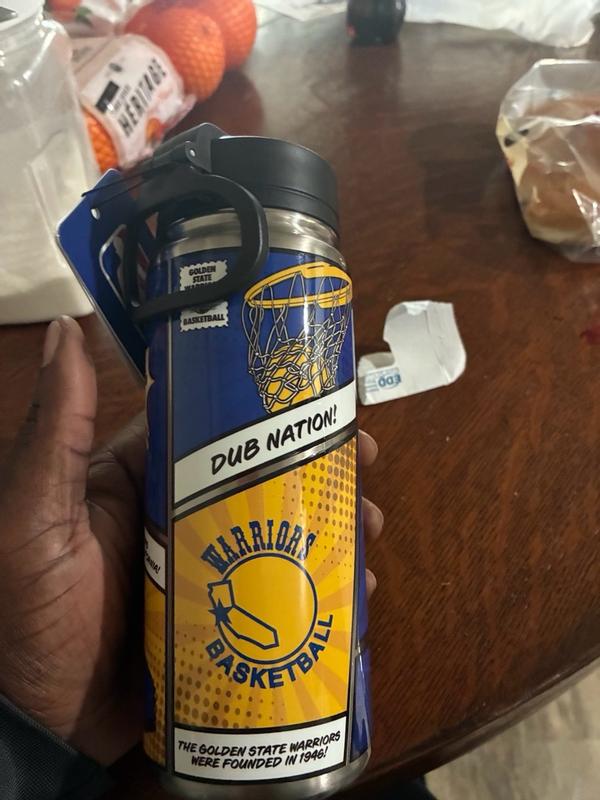 HERITAGE
GOLDEN
STATE
BASKETBALL
DUB NATION!
WARRIORS
BASKETBALL
THE GOLDEN STATE WARRIORS
WERE FOUNDED IN 1946!